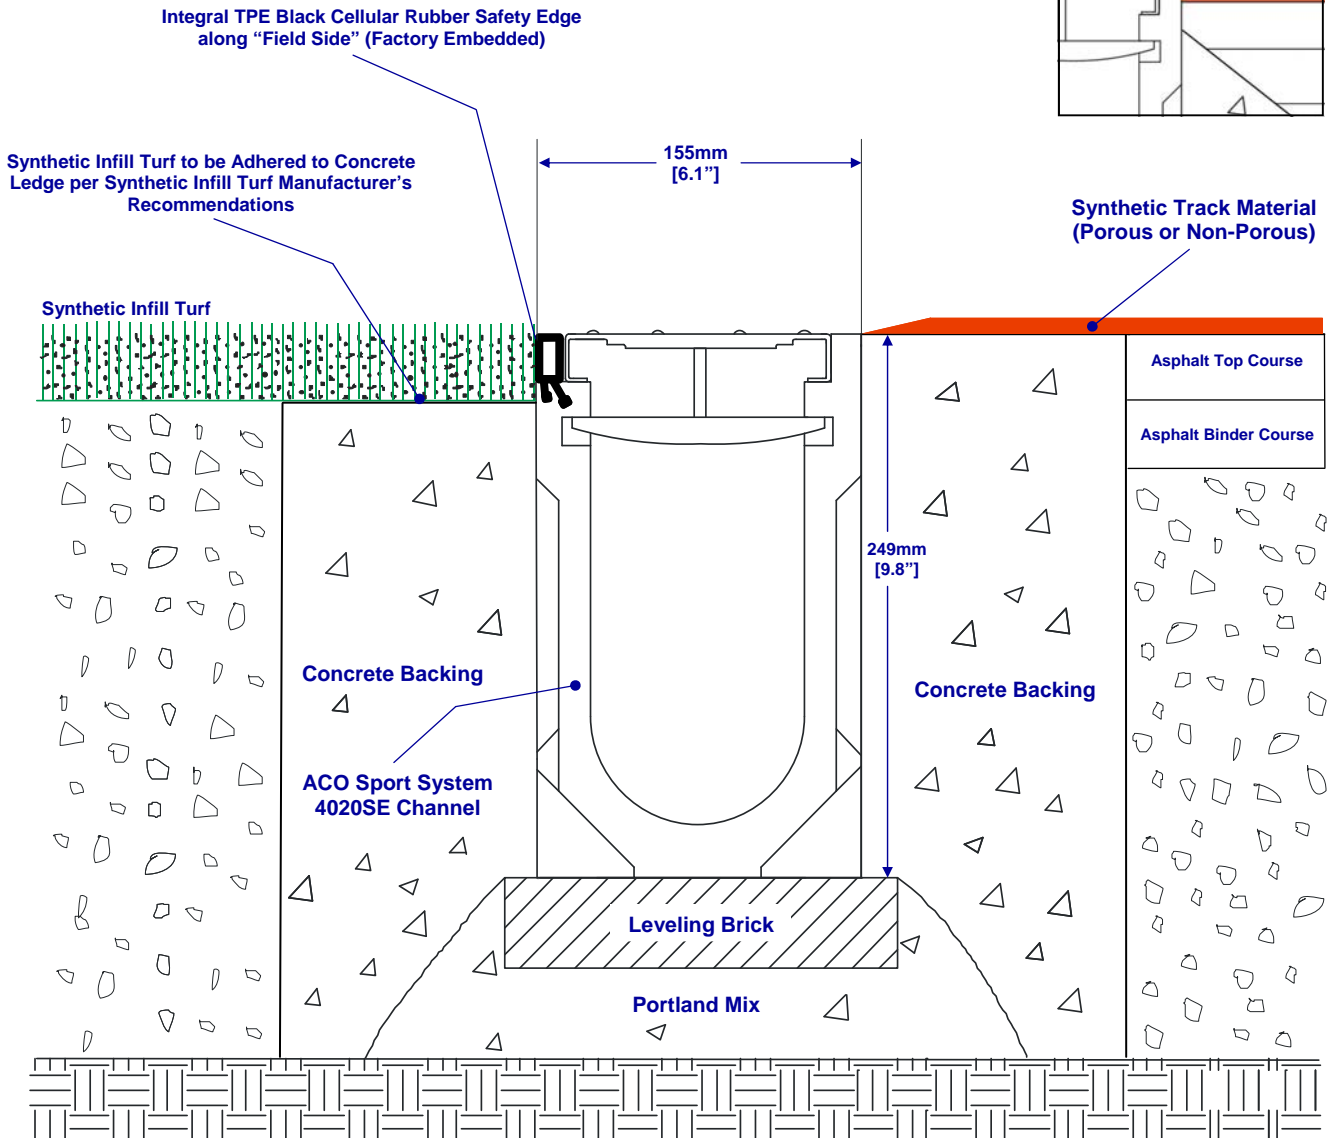 Integral TPE Black Cellular Rubber Safety Edge
along “Field Side” (Factory Embedded)
155mm
[6.1”]
Synthetic Infill Turf to be Adhered to Concrete
Ledge per Synthetic Infill Turf Manufacturer’s
Recommendations
Synthetic Track Material
(Porous or Non-Porous)
Synthetic Infill Turf
Asphalt Top Course
Asphalt Binder Course
249mm
[9.8”]
Concrete Backing
Concrete Backing
ACO Sport System
4020SE Channel
Leveling Brick
Portland Mix